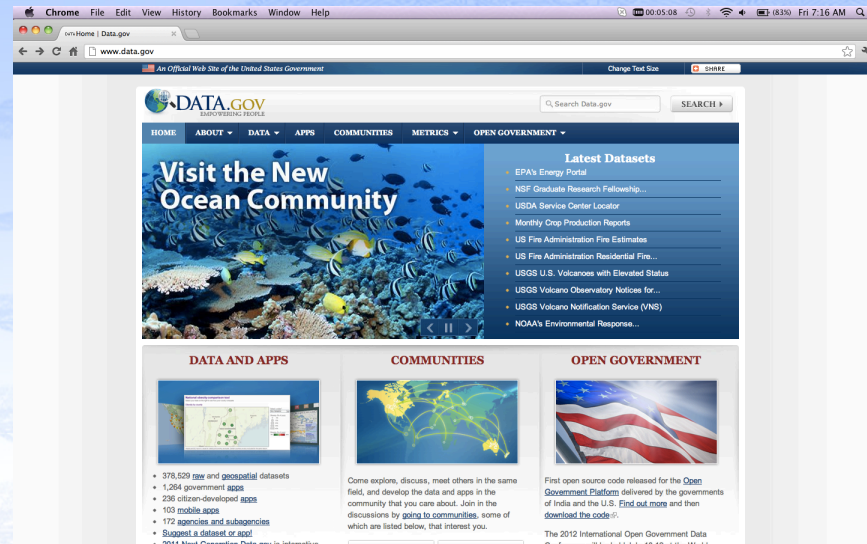 Chrome File Edit View History Bookmarks Window Help 00:05:08 (83%) Fri 7:16 AM
Home | Data.gov
www.data.gov
An Official Web Site of the United States Government Change Text Size SHARE
DATA.GOV
EMPOWERING PEOPLE
Search Data.gov SEARCH
HOME ABOUT DATA APPS COMMUNITIES METRICS OPEN GOVERNMENT
Visit the New
Ocean Community
Latest Datasets
EPA's Energy Portal
NSF Graduate Research Fellowship...
USDA Service Center Locator
Monthly Crop Production Reports
US Fire Administration Fire Estimates
US Fire Administration Residential Fire...
USGS U.S. Volcanoes with Elevated Status
USGS Volcano Observatory Notices for...
USGS Volcano Notification Service (VNS)
NOAA's Environmental Response...
DATA AND APPS
378,529 raw and geospatial datasets
1,264 government apps
236 citizen-developed apps
103 mobile apps
172 agencies and subagencies
Suggest a dataset or app!
COMMUNITIES
Come explore, discuss, meet others in the same
field, and develop the data and apps in the
community that you care about. Join in the
discussions by going to communities, some of
which are listed below, that interest you.
OPEN GOVERNMENT
First open source code released for the Open
Government Platform delivered by the governments
of India and the U.S. Find out more and then
download the code.
The 2012 International Open Government Data